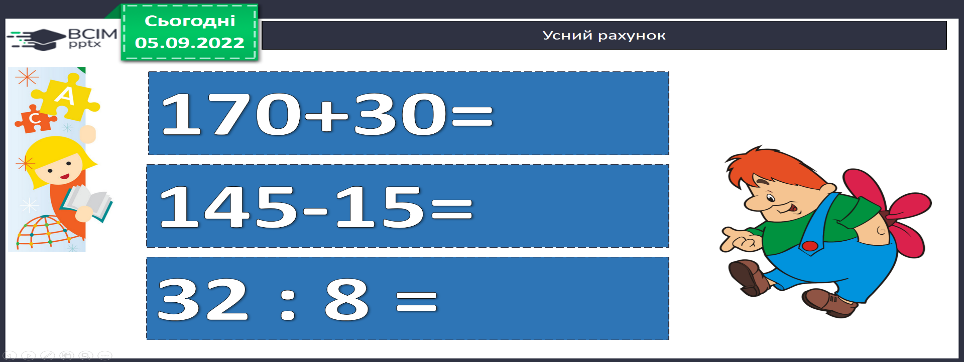 ВСІМ
pptx
Сьогодні
05.09.2022
Усний рахунок
170+30=
145-15=
32 : 8 =
А
С